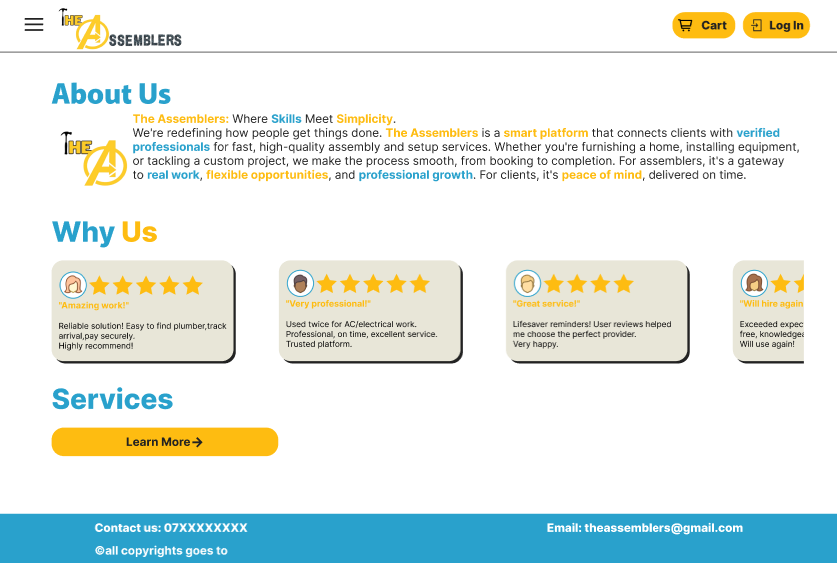 THE
ASSEMBLERS
Cart
Log In
About Us
The Assemblers: Where Skills Meet Simplicity.
We're redefining how people get things done. The Assemblers is a smart platform that connects clients with verified
professionals for fast, high-quality assembly and setup services. Whether you're furnishing a home, installing equipment,
or tackling a custom project, we make the process smooth, from booking to completion. For assemblers, it's a gateway
to real work, flexible opportunities, and professional growth. For clients, it's peace of mind, delivered on time.
THE
A
Why Us
"Amazing work!"
Reliable solution! Easy to find plumber,track
arrival,pay securely.
Highly recommend!
"Very professional!"
Used twice for AC/electrical work.
Professional, on time, excellent service.
Trusted platform.
"Great service!"
Lifesaver reminders! User reviews helped
me choose the perfect provider.
Very happy.
"Will hire again
Exceeded expec
free, knowledgea
Will use again!
Services
Learn More
Contact us: 07XXXXXXXX
Email: theassemblers@gmail.com
©all copyrights goes to